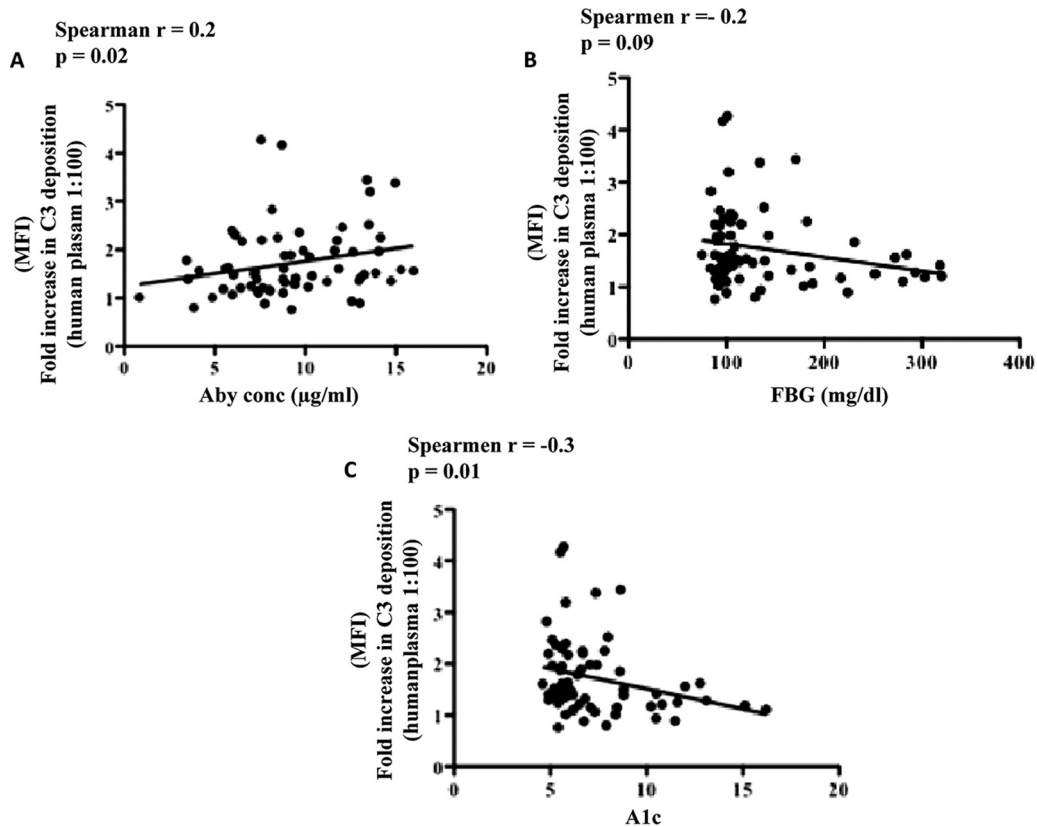 Spearman r = 0.2
p = 0.02
A
5
4
3
2
1
0
0
5
10
15
20
(MFI)
Fold increase in C3 deposition
(human plasam 1:100)
Aby conc (µg/ml)
Spearmen r =- 0.2
p = 0.09
B
5
4
3
2
1
0
0
100
200
300
400
(MFI)
Fold increase in C3 deposition
(human plasma 1:100)
FBG (mg/dl)
Spearmen r = -0.3
p = 0.01
C
5
4
3
2
1
0
0
5
10
15
20
(MFI)
Fold increase in C3 deposition
(humanplasma 1:100)
A1c